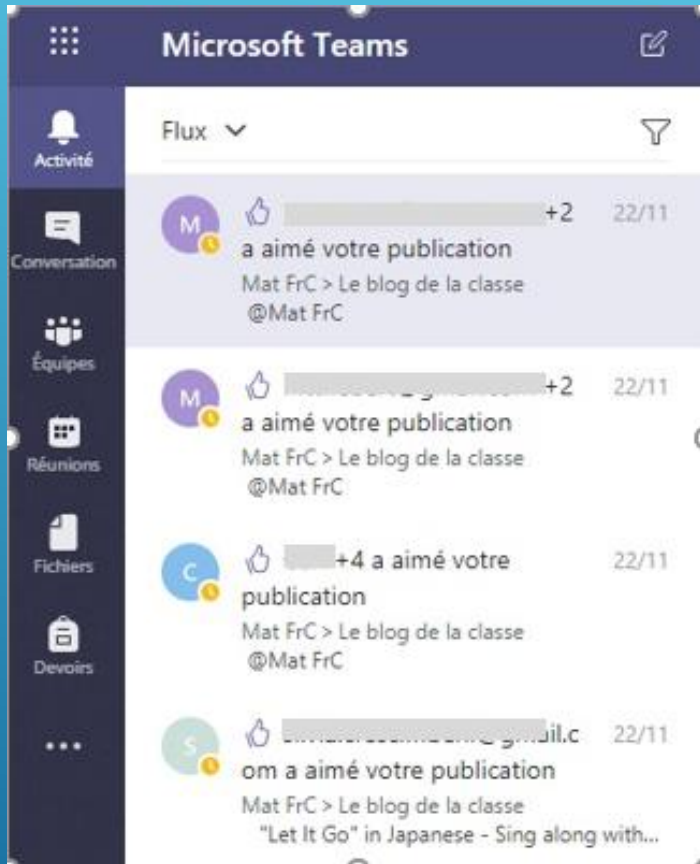 Microsoft Teams
Activité
Conversation
Équipes
Réunions
Fichiers
Devoirs
Flux
M
+2 22/11
a aimé votre publication
Mat FrC > Le blog de la classe
@Mat FrC
M
+2 22/11
a aimé votre publication
Mat FrC > Le blog de la classe
@Mat FrC
C
+4 a aimé votre 22/11
publication
Mat FrC > Le blog de la classe
@Mat FrC
S
22/11
om a aimé votre publication
Mat FrC > Le blog de la classe
"Let It Go" in Japanese - Sing along with...